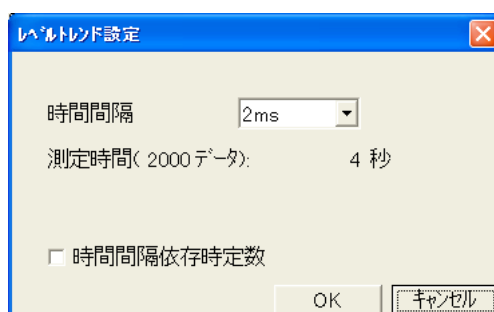 ﾚﾍﾞﾙﾄﾚﾝﾄﾞ設定
時間間隔 2ms
測定時間( 2000 ﾃﾞｰﾀ): 4 秒
時間間隔依存時定数
OK ｷｬﾝｾﾙ